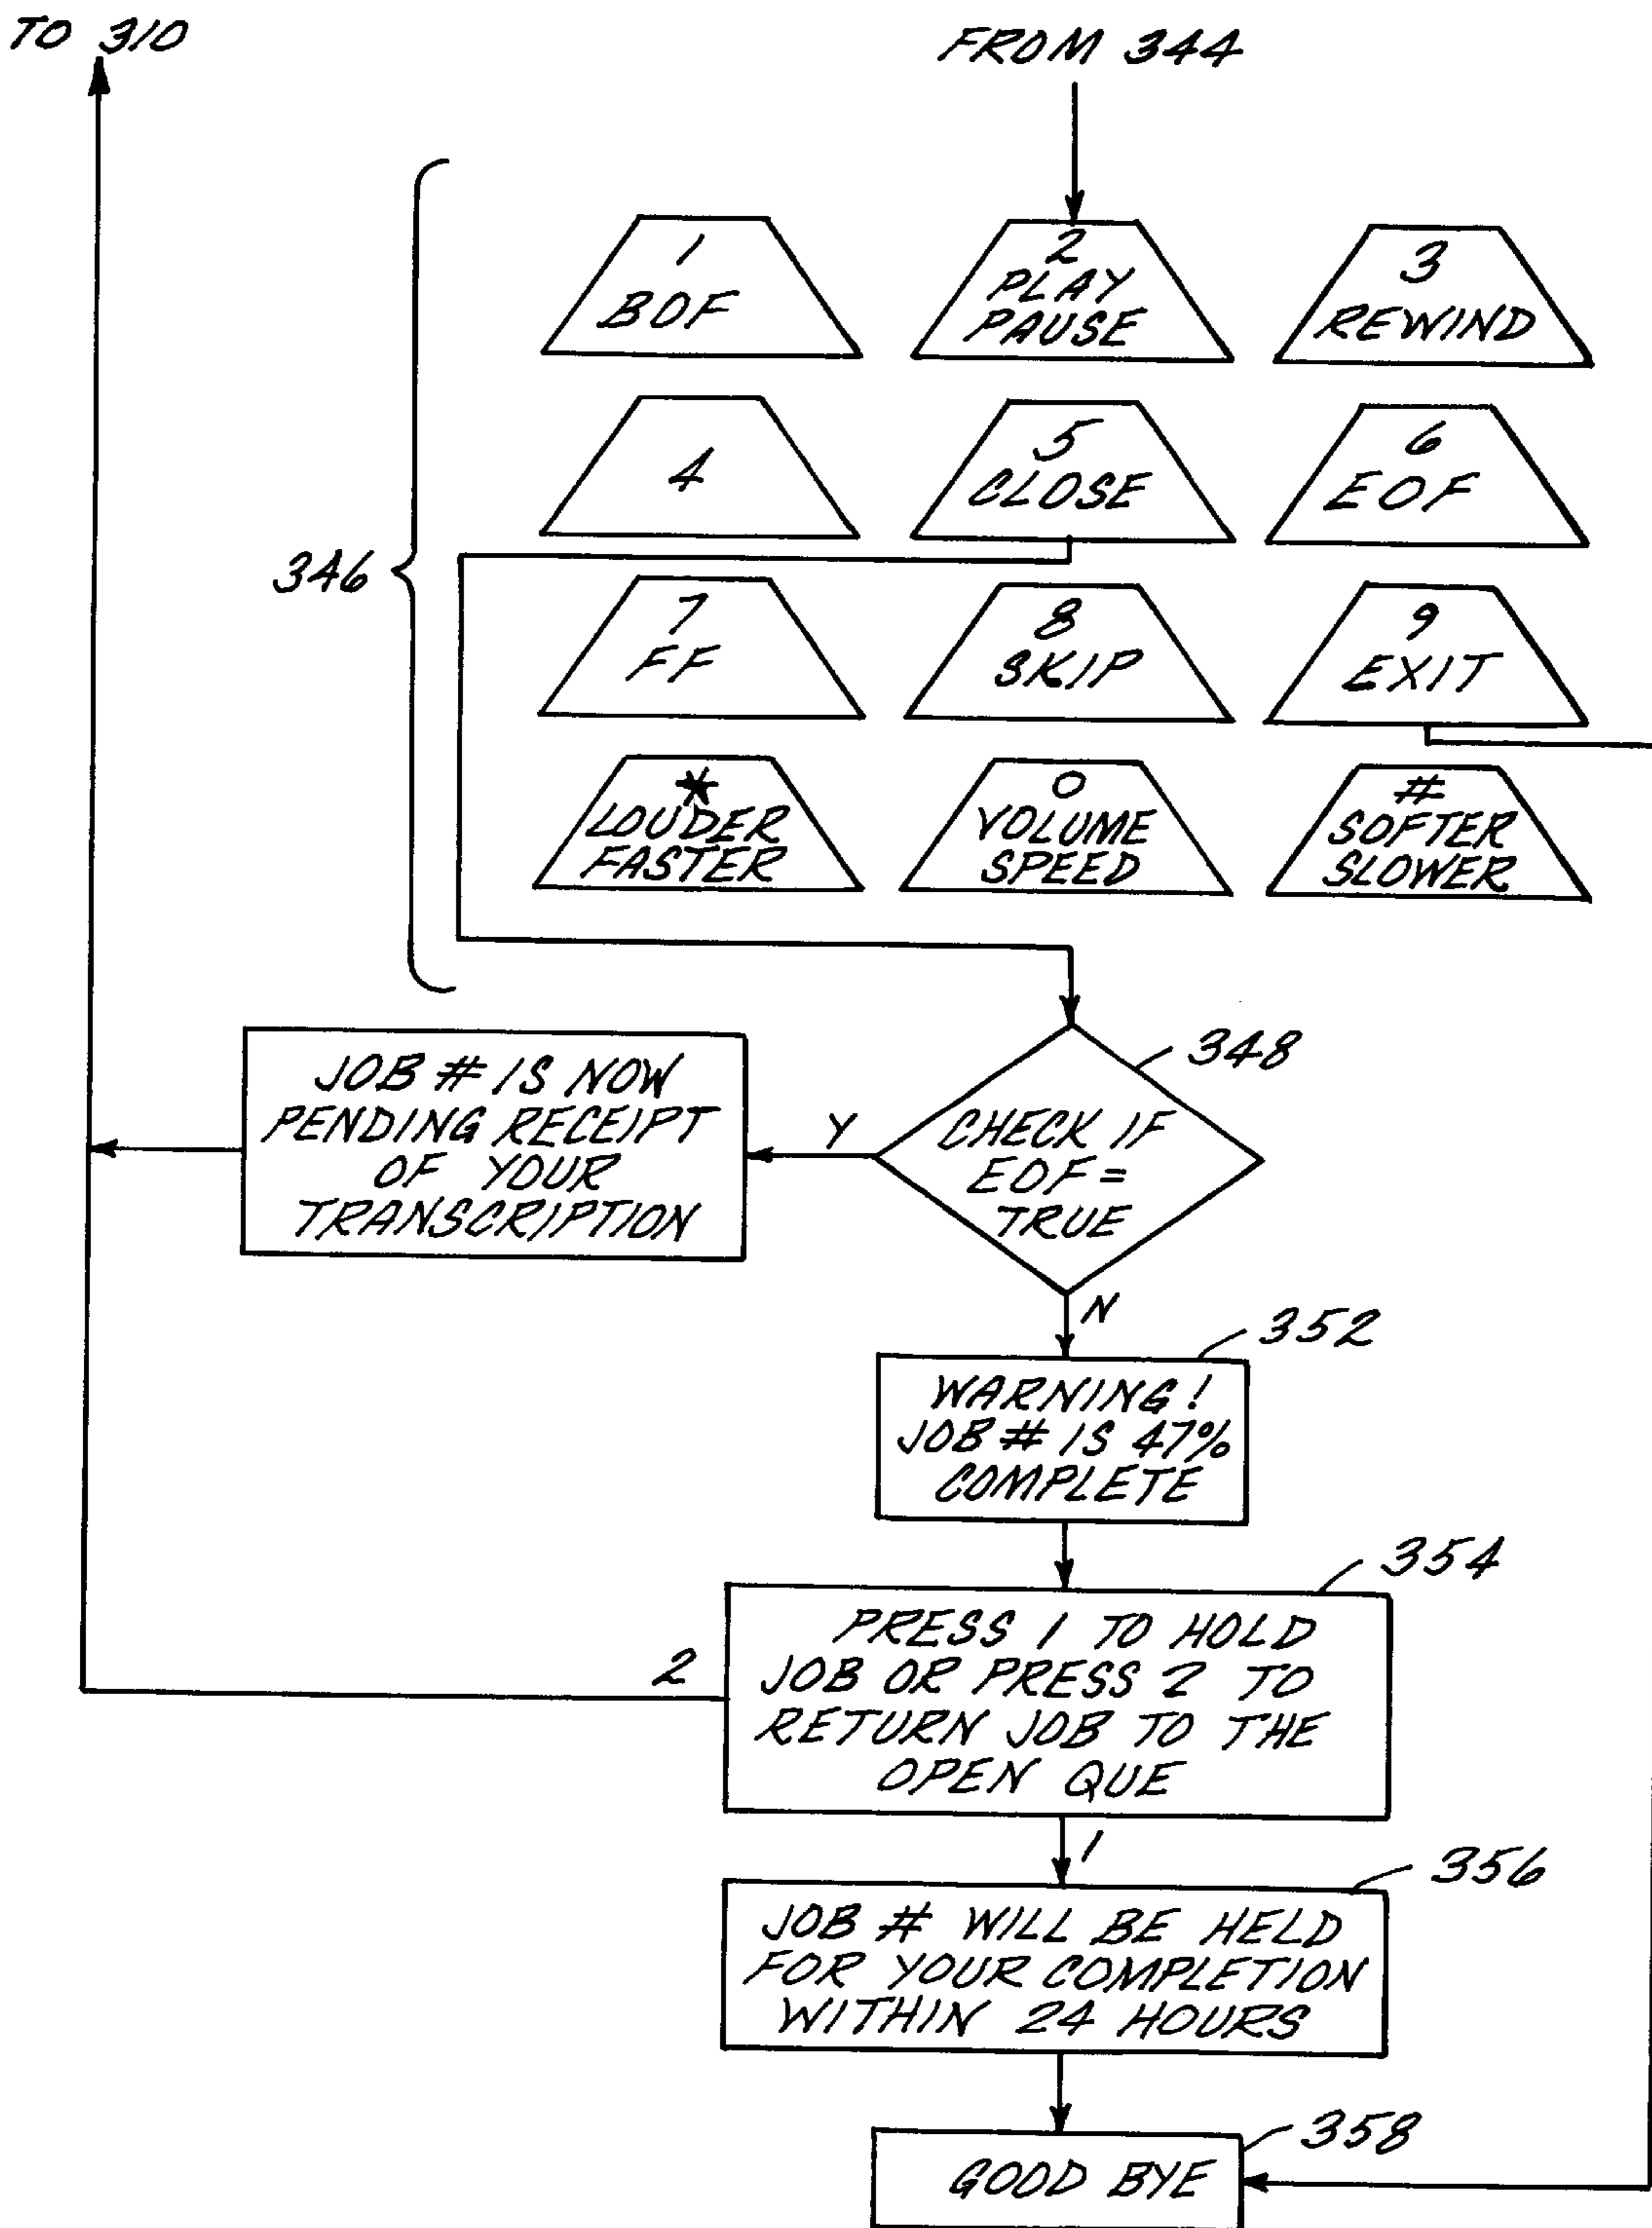 TO 310
FROM 344
1
BOF
2
PLAY
PAUSE
3
REWIND
4
5
CLOSE
6
EOF
346
7
FF
8
SKIP
9
EXIT
*
LOUDER
FASTER
0
VOLUME
SPEED
#
SOFTER
SLOWER
348
JOB # IS NOW
PENDING RECEIPT
OF YOUR
TRANSCRIPTION
Y
CHECK IF
EOF =
TRUE
N
352
WARNING!
JOB # IS 47%
COMPLETE
354
2
PRESS 1 TO HOLD
JOB OR PRESS 2 TO
RETURN JOB TO THE
OPEN QUE
1
356
JOB # WILL BE HELD
FOR YOUR COMPLETION
WITHIN 24 HOURS
358
GOOD BYE